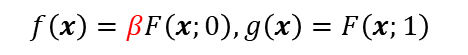 f(x) = βF(x;0), g(x) = F(x;1)